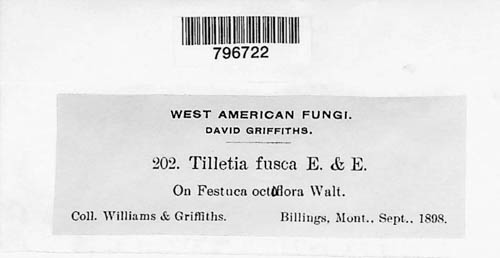 796722
WEST AMERICAN FUNGI.
DAVID GRIFFITHS.
202. Tilletia fusca E. & E.
On Festuca octoflora Walt.
Coll. Williams & Griffiths. Billings, Mont., Sept., 1898.